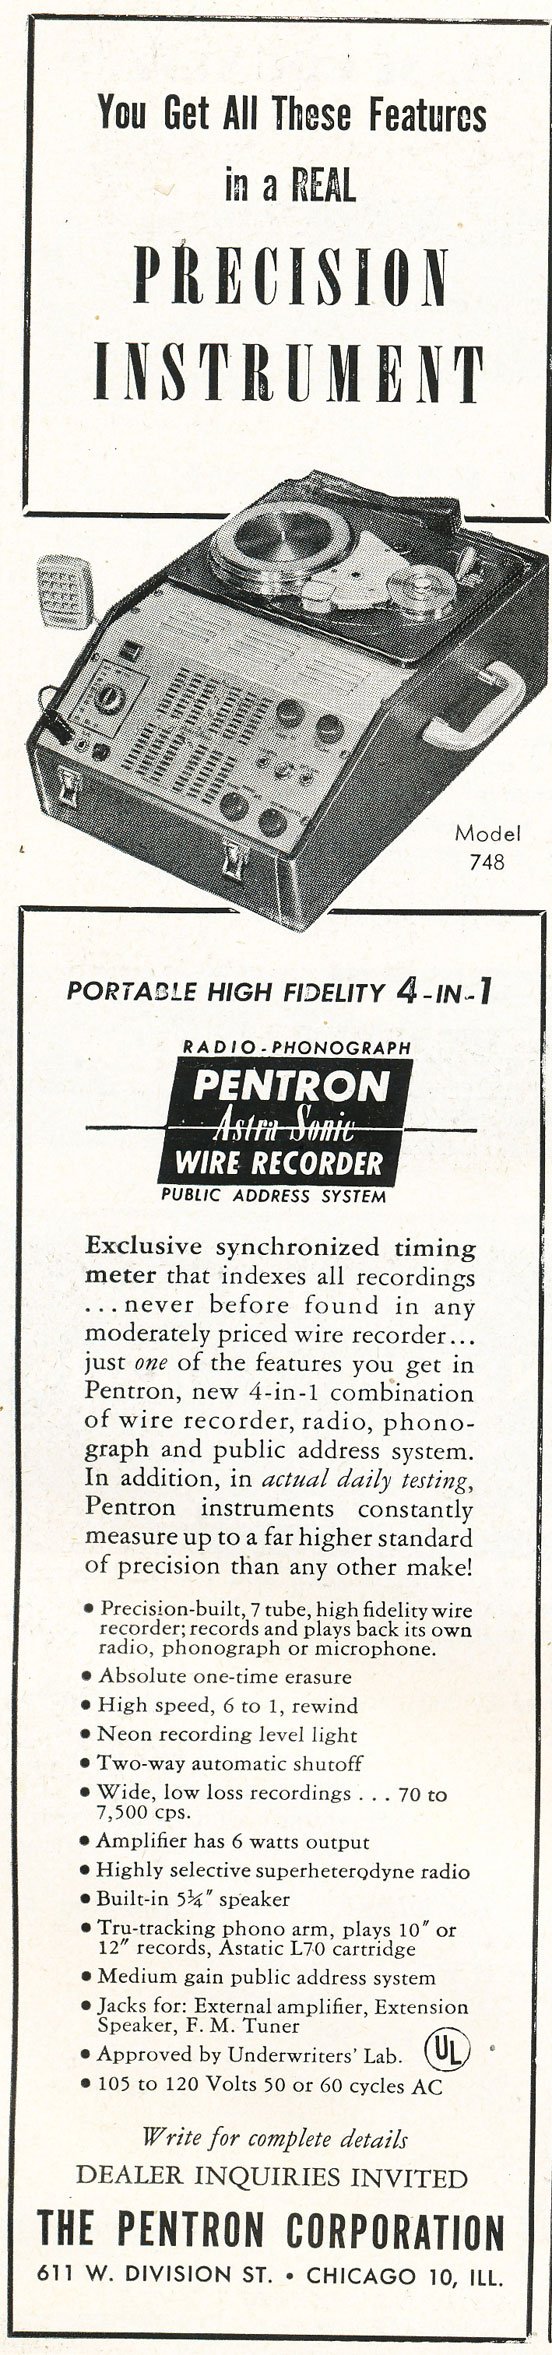 You Get All These Features
in a REAL
PRECISION
INSTRUMENT
Model
748
PORTABLE HIGH FIDELITY 4-IN-1
RADIO-PHONOGRAPH
PENTRON
Astra Sonic
WIRE RECORDER
PUBLIC ADDRESS SYSTEM
Exclusive synchronized timing
meter that indexes all recordings
...never before found in any
moderately priced wire recorder...
just one of the features you get in
Pentron, new 4-in-1 combination
of wire recorder, radio, phono-
graph and public address system.
In addition, in actual daily testing,
Pentron instruments constantly
measure up to a far higher standard
of precision than any other make!
• Precision-built, 7 tube, high fidelity wire
recorder; records and plays back its own
radio, phonograph or microphone.
• Absolute one-time erasure
• High speed, 6 to 1, rewind
• Neon recording level light
• Two-way automatic shutoff
• Wide, low loss recordings . . . 70 to
7,500 cps.
• Amplifier has 6 watts output
• Highly selective superheterodyne radio
• Built-in 5¼" speaker
• Tru-tracking phono arm, plays 10" or
12" records, Astatic L70 cartridge
• Medium gain public address system
• Jacks for: External amplifier, Extension
Speaker, F. M. Tuner
• Approved by Underwriters' Lab. UL
• 105 to 120 Volts 50 or 60 cycles AC
Write for complete details
DEALER INQUIRIES INVITED
THE PENTRON CORPORATION
611 W. DIVISION ST. • CHICAGO 10, ILL.